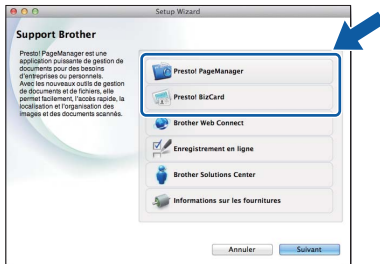 Setup Wizard
Support Brother
Presto! PageManager est une
application puissante de gestion de
documents pour des besoins
d'entreprises ou personnels.
Avec les nouveaux outils de gestion
de documents et de fichiers, elle
permet facilement, l'accès rapide, la
localisation et l'organisation des
images et des documents scannés.
Presto! PageManager
Presto! BizCard
Brother Web Connect
Enregistrement en ligne
Brother Solutions Center
Informations sur les fournitures
Annuler
Suivant